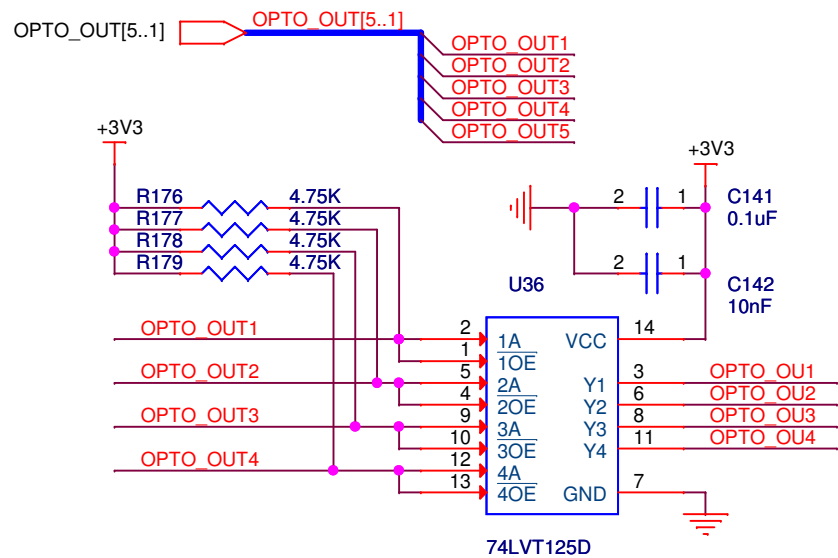 OPTO_OUT[5..1] OPTO_OUT[5..1]
OPTO_OUT1
OPTO_OUT2
OPTO_OUT3
OPTO_OUT4
OPTO_OUT5
+3V3 +3V3
R176 4.75K 2 1 C141
R177 4.75K 0.1uF
R178 4.75K
R179 4.75K 2 1 C142
U36 10nF
OPTO_OUT1 2 1A VCC 14
1 1OE
OPTO_OUT2 5 2A Y1 3 OPTO_OU1
4 2OE Y2 6 OPTO_OU2
OPTO_OUT3 9 3A Y3 8 OPTO_OU3
10 3OE Y4 11 OPTO_OU4
OPTO_OUT4 12 4A
13 4OE GND 7
74LVT125D